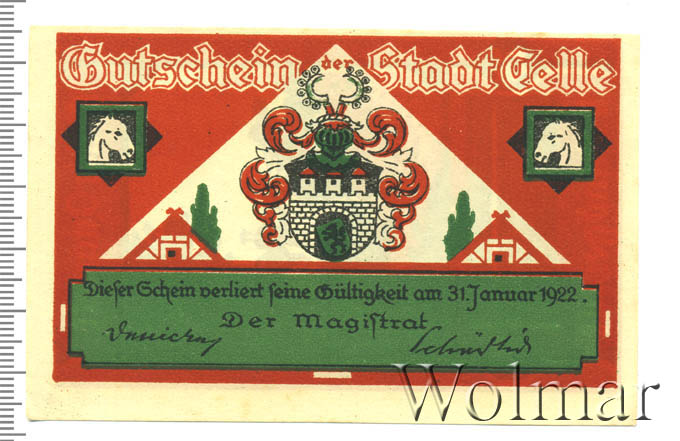 Gutschein der Stadt Celle
Dieser Schein verliert seine Gültigkeit am 31. Januar 1922.
Der Magistrat
Wolmar